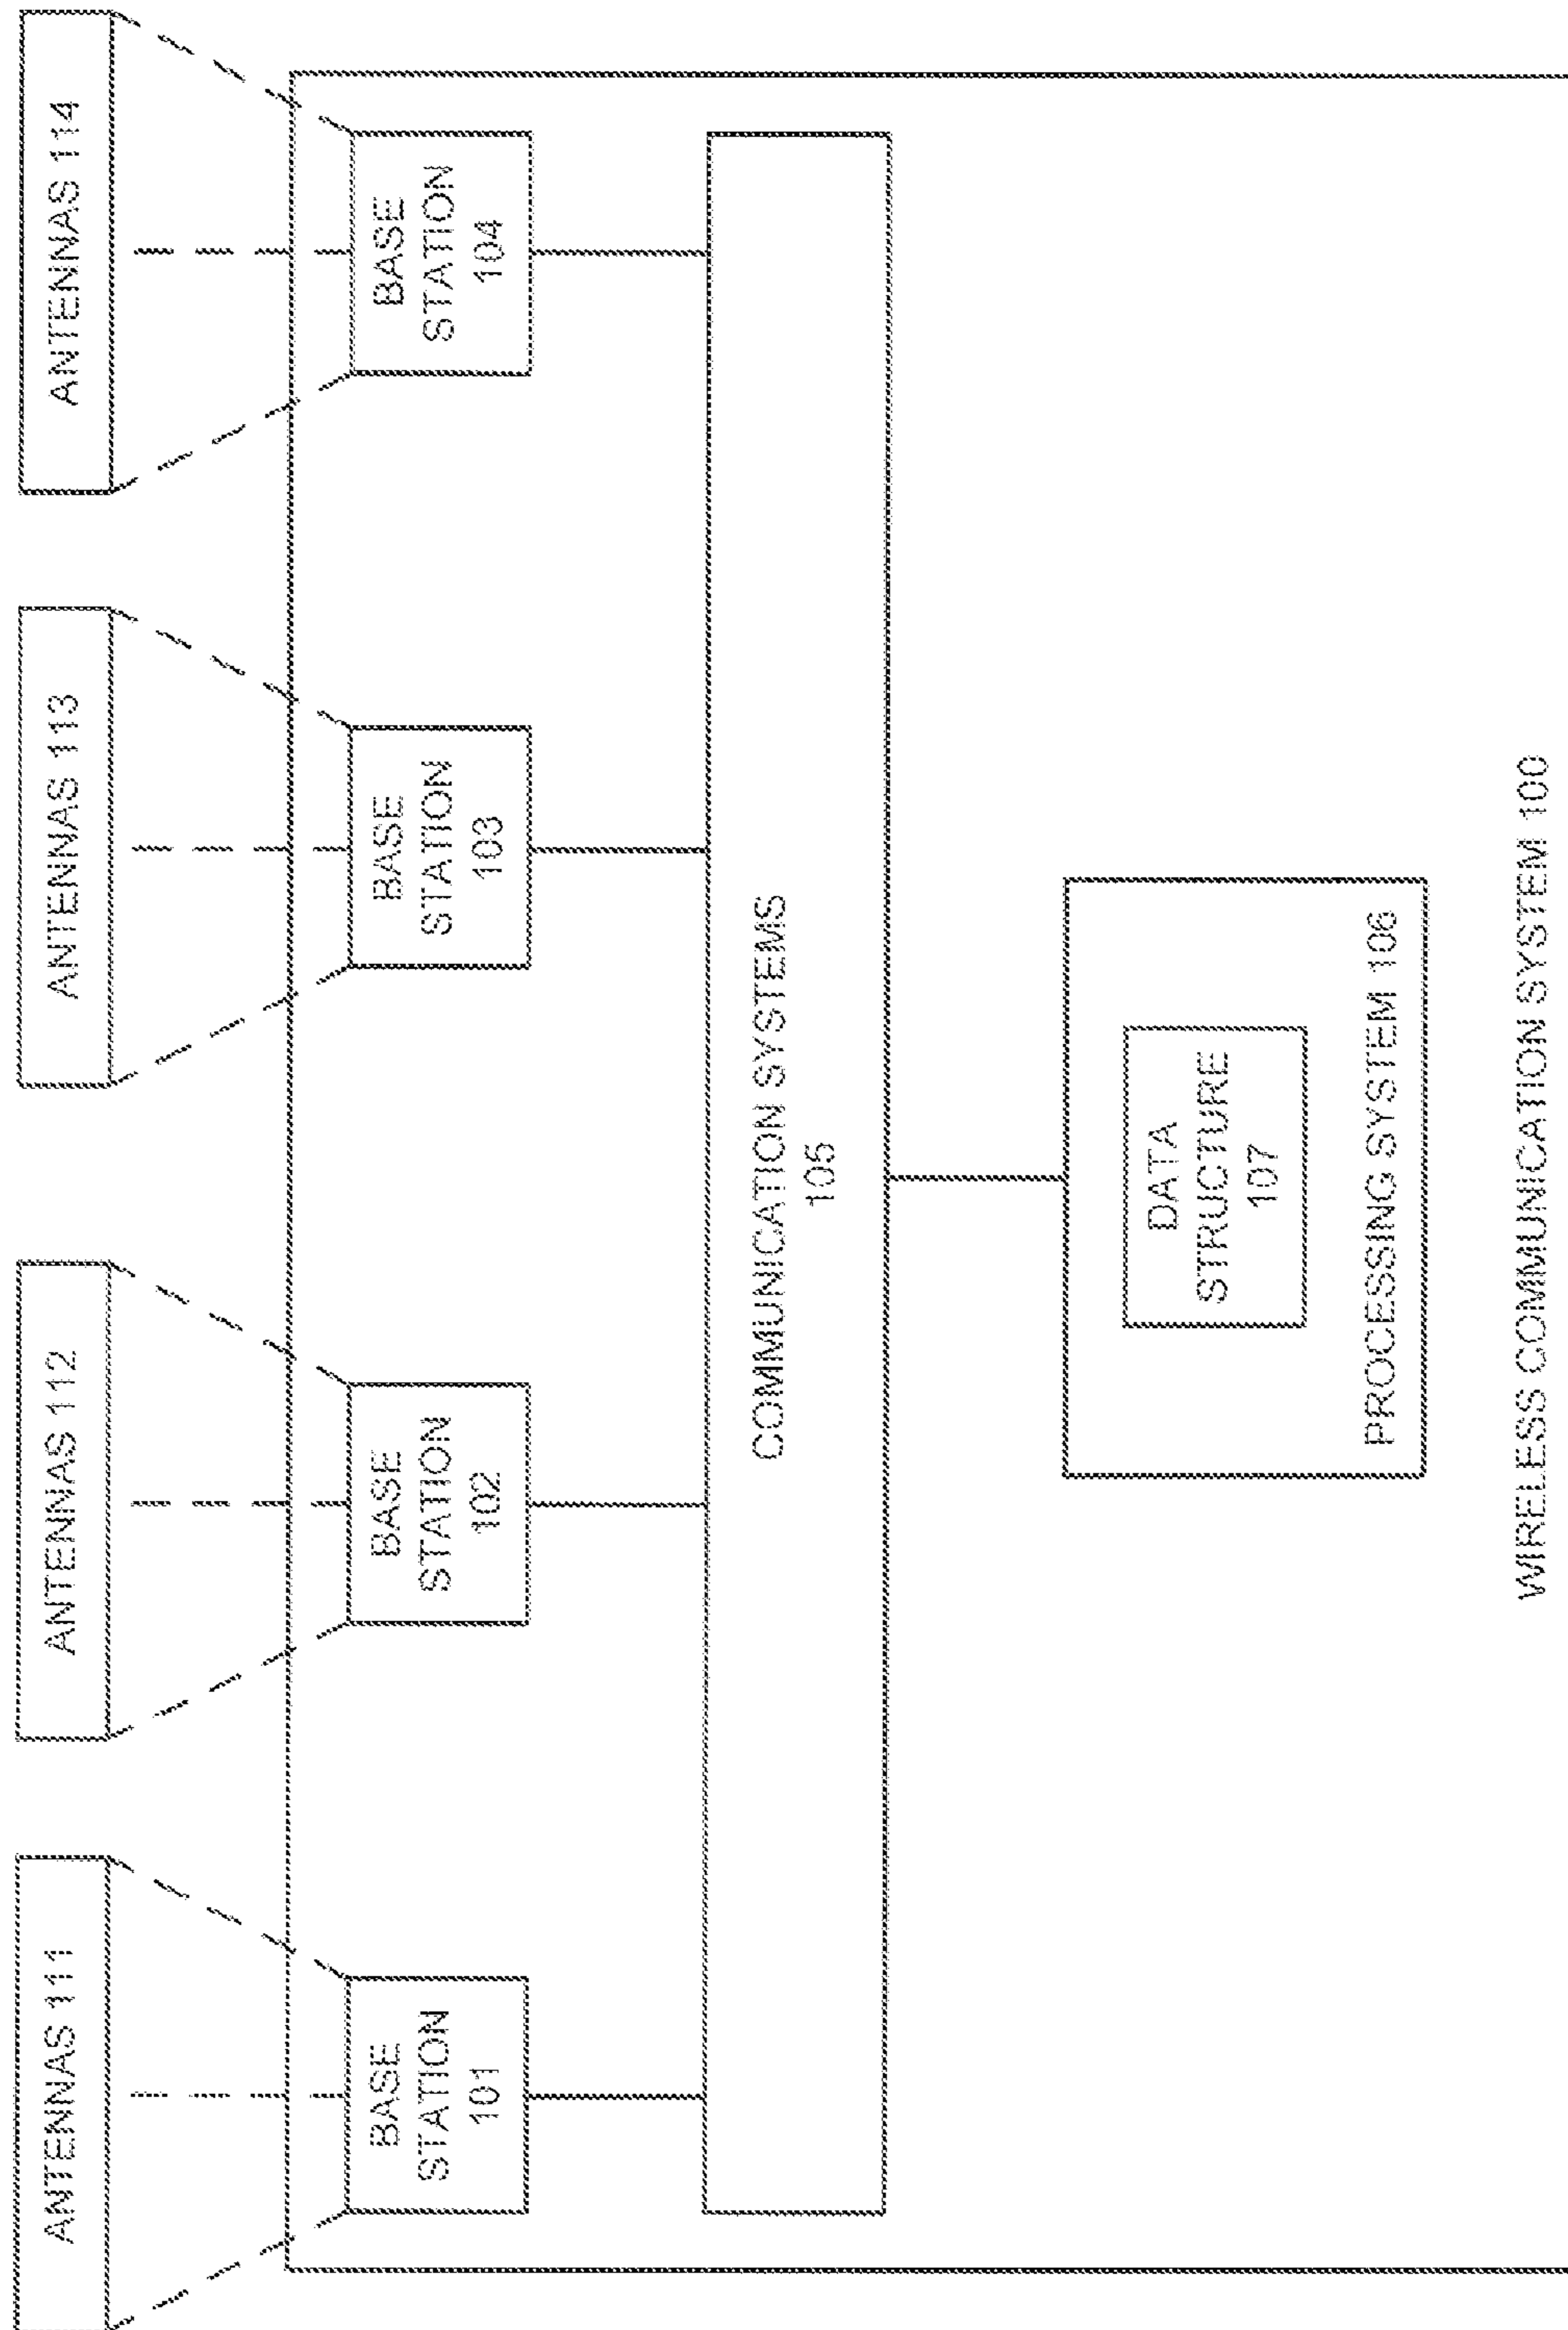 ANTENNAS 111
ANTENNAS 112
ANTENNAS 113
ANTENNAS 114
BASE
STATION
101
BASE
STATION
102
BASE
STATION
103
BASE
STATION
104
COMMUNICATION SYSTEMS
105
DATA
STRUCTURE
107
PROCESSING SYSTEM 106
WIRELESS COMMUNICATION SYSTEM 100